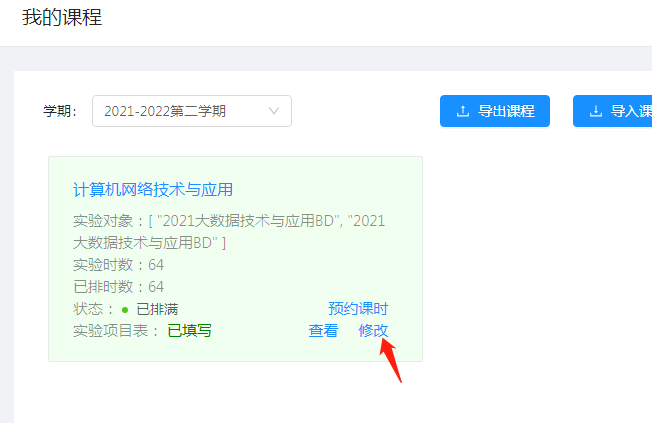 我的课程
学期： 2021-2022第二学期 导出课程 导入课
计算机网络技术与应用
实验对象：[ "2021大数据技术与应用BD", "2021
大数据技术与应用BD" ]
实验时数：64
已排时数：64
状态： 已排满 预约课时
实验项目表： 已填写 查看 修改